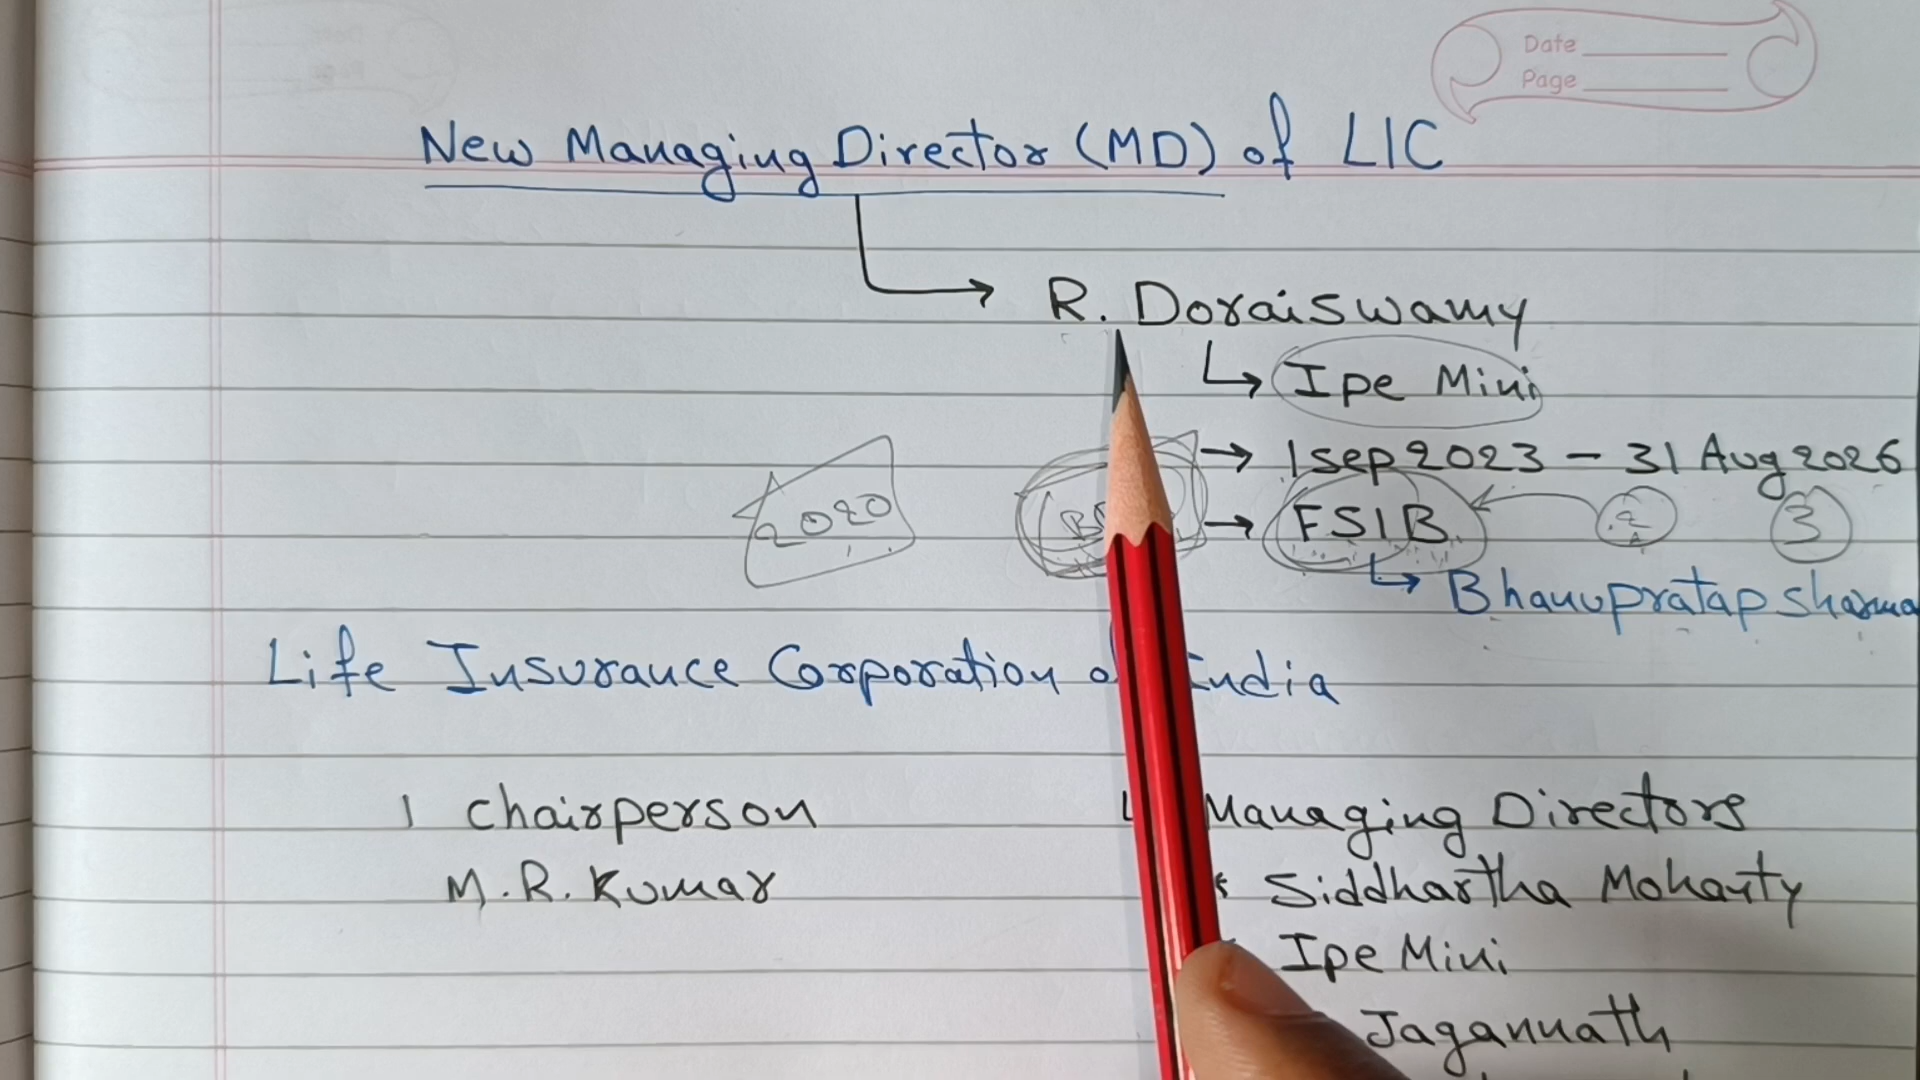 Date
Page
New Managing Director (MD) of LIC
R. Doraiswamy
Ipe Mini
1 sep 2023 - 31 Aug 2026
2020
FSIB
2
3
Bhanupratap sharma
Life Insurance Corporation India
1 chairperson
Managing Directors
M.R. Kumar
Siddhartha Mohanty
Ipe Mini
Jagannath